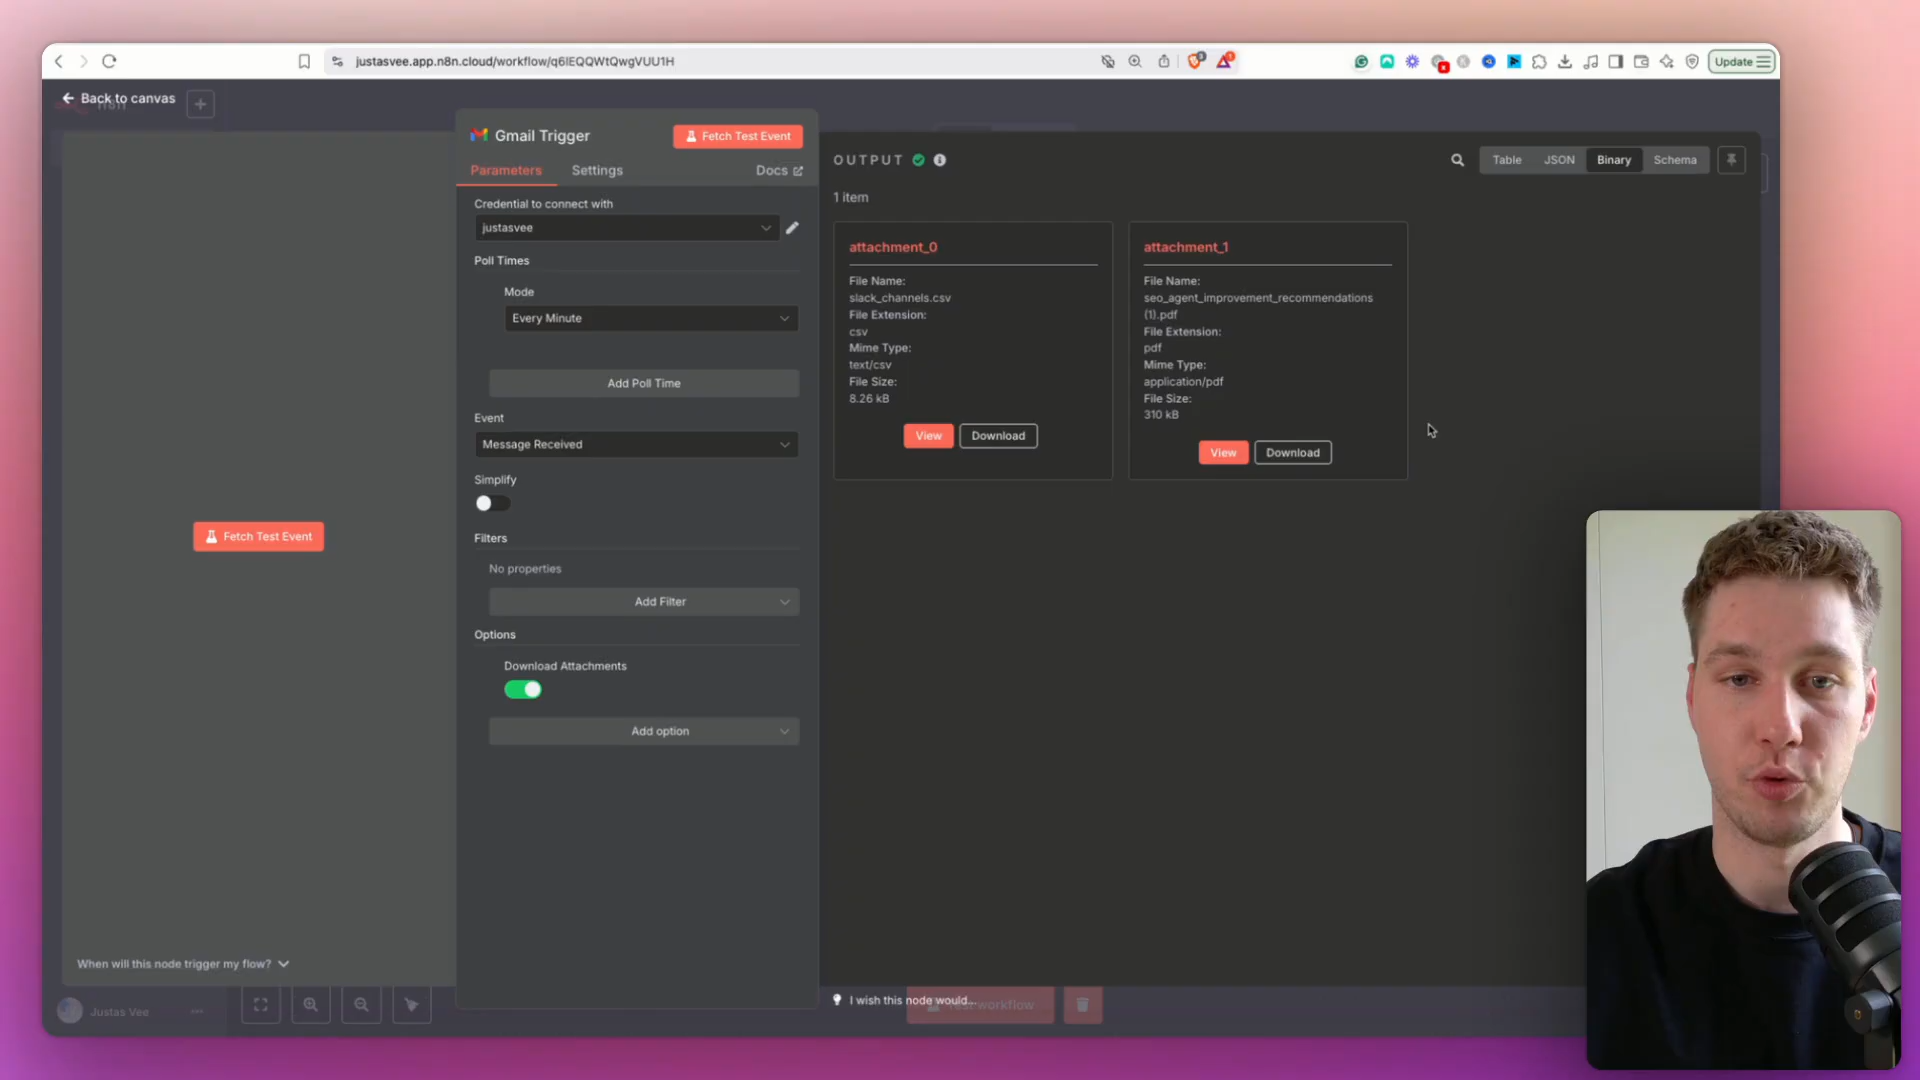 justasvee.app.n8n.cloud/workflow/q6lEQQWtQwgVUU1H
Update
Back to canvas
Gmail Trigger
Fetch Test Event
Parameters
Settings
Docs
Credential to connect with
justasvee
Poll Times
Mode
Every Minute
Add Poll Time
Event
Message Received
Simplify
Filters
No properties
Add Filter
Options
Download Attachments
Add option
Fetch Test Event
When will this node trigger my flow?
Justas Vee
OUTPUT
Table
JSON
Binary
Schema
1 item
attachment_0
File Name:
slack_channels.csv
File Extension:
csv
Mime Type:
text/csv
File Size:
8.26 kB
View
Download
attachment_1
File Name:
seo_agent_improvement_recommendations
(1).pdf
File Extension:
pdf
Mime Type:
application/pdf
File Size:
310 kB
View
Download
I wish this node would...
workflow